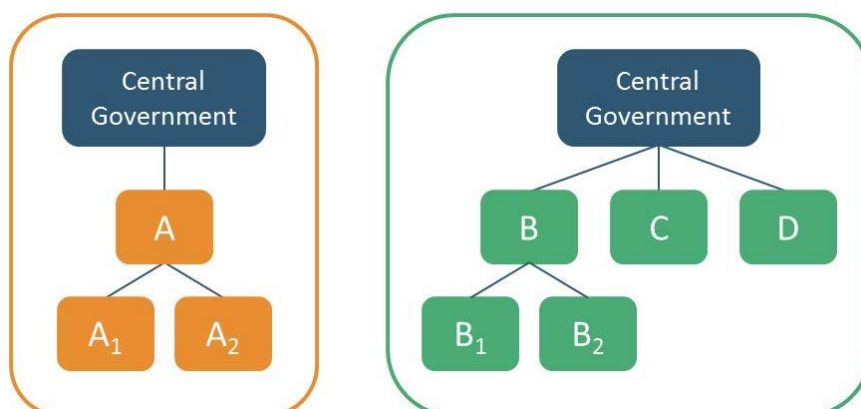 Central
Government
A
A₁
A₂
Central
Government
B
C
D
B₁
B₂